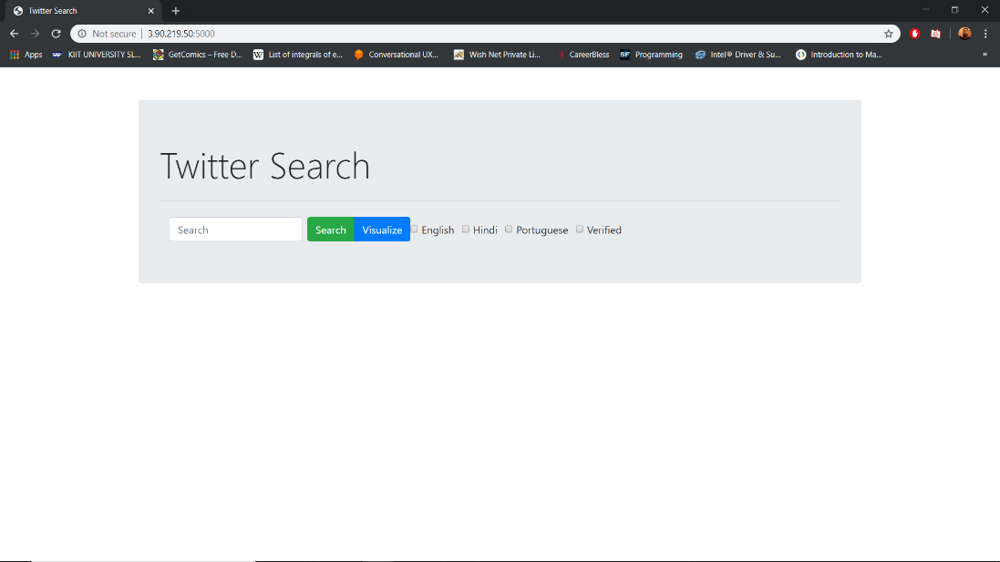 Twitter Search
Not secure | 3.90.219.50:5000
Apps KIIT UNIVERSITY SL... GetComics – Free D... W List of integrals of e... Conversational UX... Wish Net Private Li... CareerBless SF Programming Intel® Driver & Su... Introduction to Ma... »
Twitter Search
Search Search Visualize English Hindi Portuguese Verified